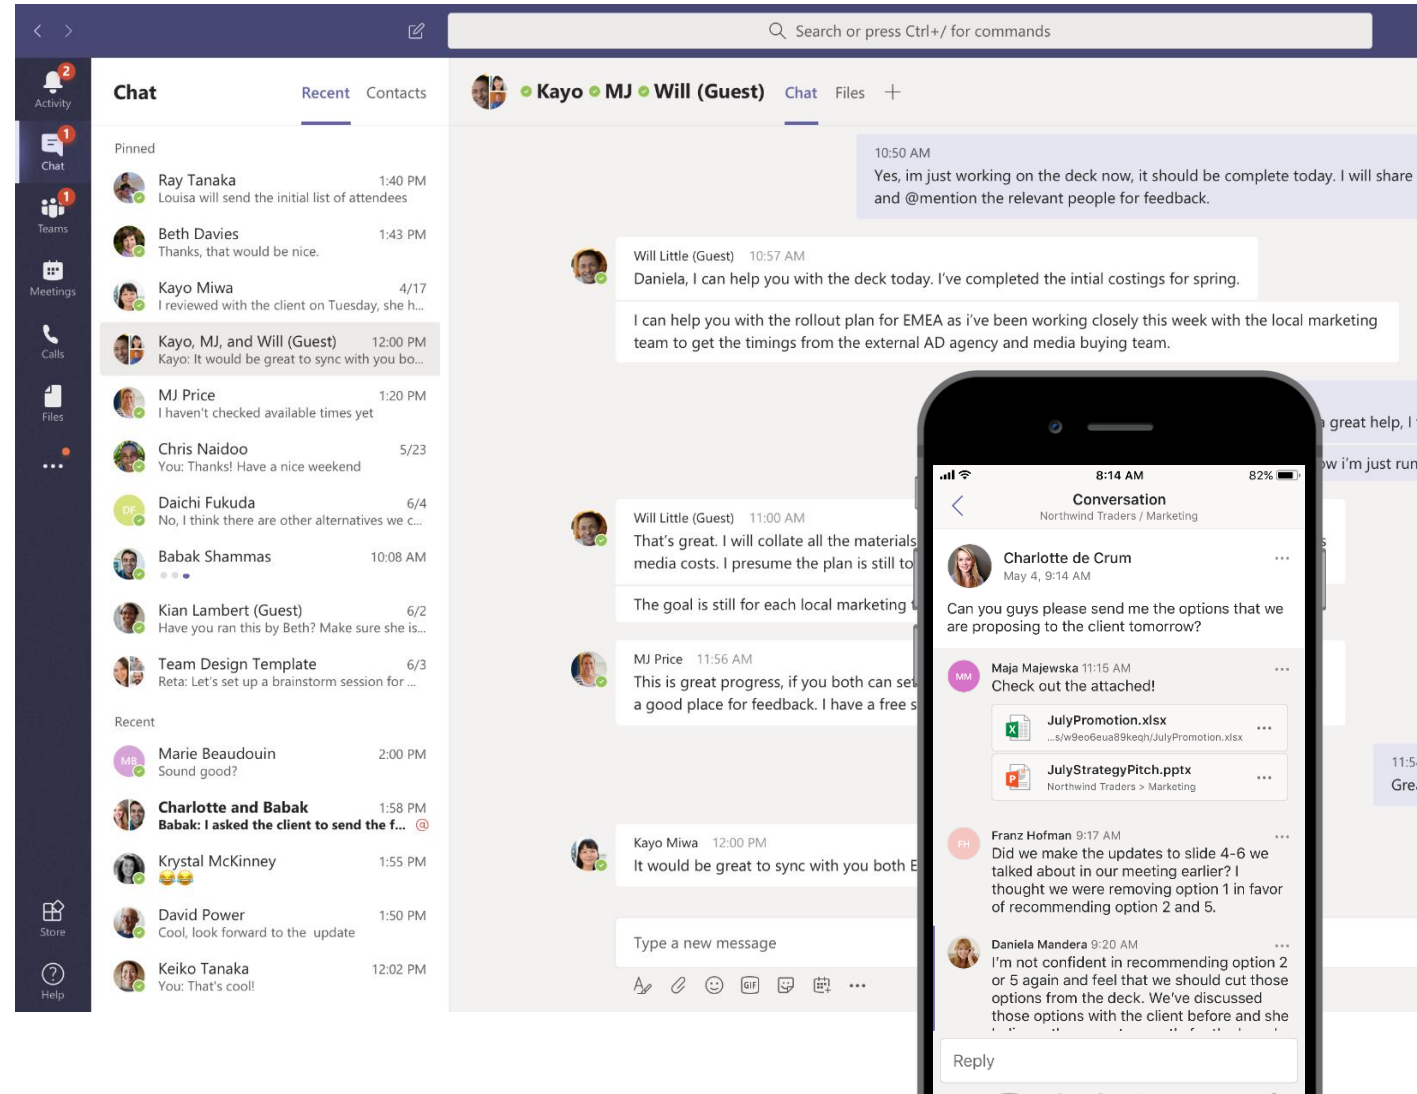 Search or press Ctrl+/ for commands
2
Activity
1
Chat
1
Teams
Meetings
Calls
Files
Store
Help
Chat
Recent
Contacts
Pinned
Ray Tanaka 1:40 PM
Louisa will send the initial list of attendees
Beth Davies 1:43 PM
Thanks, that would be nice.
Kayo Miwa 4/17
I reviewed with the client on Tuesday, she h...
Kayo, MJ, and Will (Guest) 12:00 PM
Kayo: It would be great to sync with you bo...
MJ Price 1:20 PM
I haven't checked available times yet
Chris Naidoo 5/23
You: Thanks! Have a nice weekend
DF
Daichi Fukuda 6/4
No, I think there are other alternatives we c...
Babak Shammas 10:08 AM
Kian Lambert (Guest) 6/2
Have you ran this by Beth? Make sure she is...
Team Design Template 6/3
Reta: Let's set up a brainstorm session for ...
Recent
MB
Marie Beaudouin 2:00 PM
Sound good?
Charlotte and Babak 1:58 PM
Babak: I asked the client to send the f... @
Krystal McKinney 1:55 PM
David Power 1:50 PM
Cool, look forward to the update
Keiko Tanaka 12:02 PM
You: That's cool!
Kayo MJ Will (Guest) Chat Files
10:50 AM
Yes, im just working on the deck now, it should be complete today. I will share
and @mention the relevant people for feedback.
Will Little (Guest) 10:57 AM
Daniela, I can help you with the deck today. I've completed the intial costings for spring.
I can help you with the rollout plan for EMEA as i've been working closely this week with the local marketing
team to get the timings from the external AD agency and media buying team.
great help, I
i'm just run
Will Little (Guest) 11:00 AM
That's great. I will collate all the materials
media costs. I presume the plan is still to
The goal is still for each local marketing
MJ Price 11:56 AM
This is great progress, if you both can
a good place for feedback. I have a free
Kayo Miwa 12:00 PM
It would be great to sync with you both
Type a new message
GIF
8:14 AM 82%
Conversation
Northwind Traders / Marketing
Charlotte de Crum
May 4, 9:14 AM
Can you guys please send me the options that we
are proposing to the client tomorrow?
MM
Maja Majewska 11:15 AM
Check out the attached!
JulyPromotion.xlsx
...s/w9eo6eua89keqh/JulyPromotion.xlsx
JulyStrategyPitch.pptx
Northwind Traders > Marketing
FH
Franz Hofman 9:17 AM
Did we make the updates to slide 4-6 we
talked about in our meeting earlier? I
thought we were removing option 1 in favor
of recommending option 2 and 5.
Daniela Mandera 9:20 AM
I'm not confident in recommending option 2
or 5 again and feel that we should cut those
options from the deck. We've discussed
those options with the client before and she
Reply